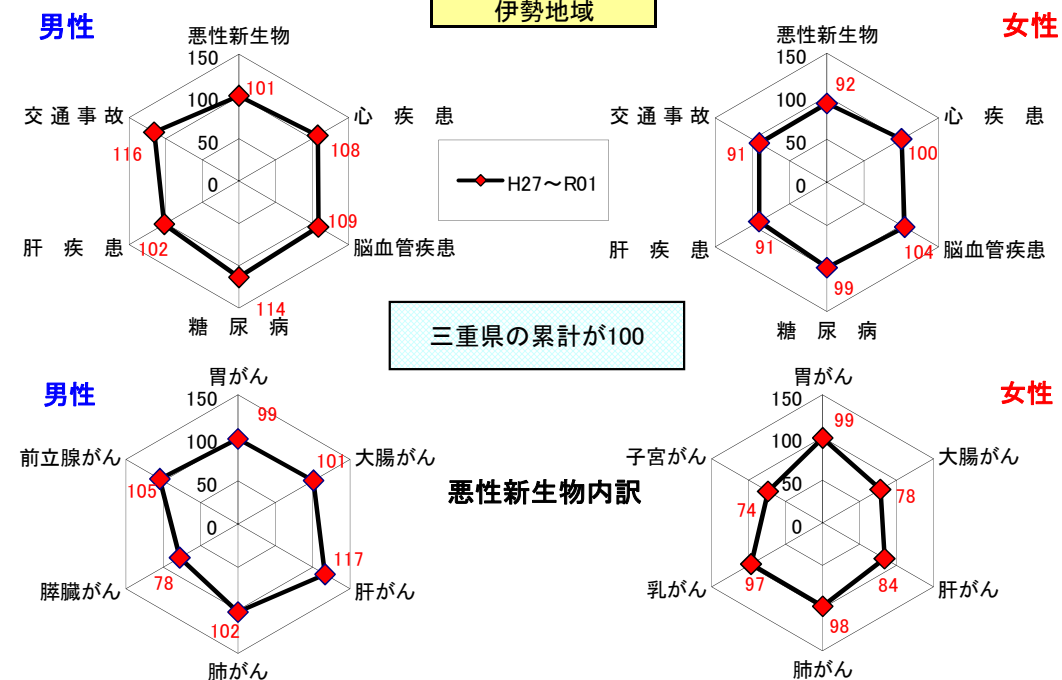 伊勢地域
男性
悪性新生物
150
100
50
0
101
心　疾　患
108
脳血管疾患
109
糖　尿　病
114
肝　疾　患
102
交通事故
116
H27～R01
女性
悪性新生物
150
100
50
0
92
心　疾　患
100
脳血管疾患
104
糖　尿　病
99
肝　疾　患
91
交通事故
91
三重県の累計が100
男性
胃がん
150
100
50
0
99
大腸がん
101
肝がん
117
肺がん
102
膵臓がん
78
前立腺がん
105
悪性新生物内訳
女性
胃がん
150
100
50
0
99
大腸がん
78
肝がん
84
肺がん
98
乳がん
97
子宮がん
74